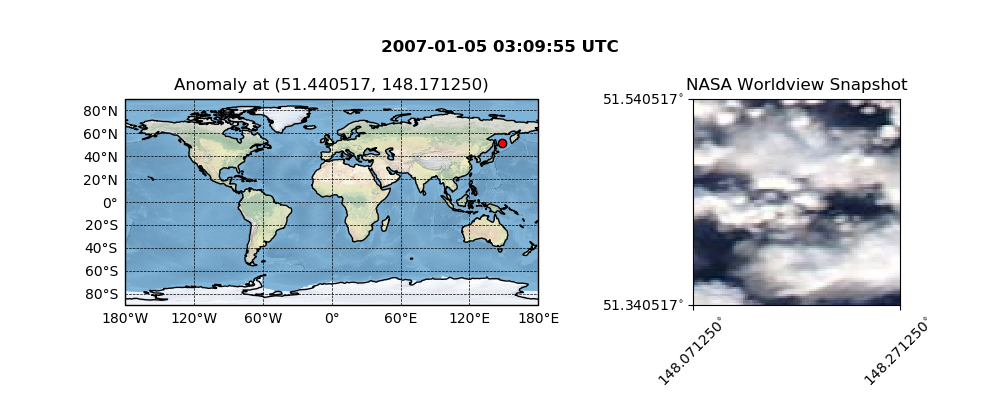 2007-01-05 03:09:55 UTC
Anomaly at (51.440517, 148.171250)
80°N
60°N
40°N
20°N
0°
20°S
40°S
60°S
80°S
180°W 120°W 60°W 0° 60°E 120°E 180°E
NASA Worldview Snapshot
51.540517°
51.340517°
148.071250°
148.271250°